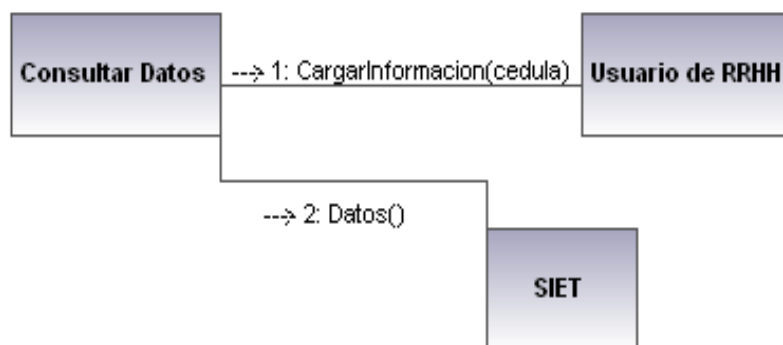 Consultar Datos
---> 1: CargarInformacion(cedula)
Usuario de RRHH
---> 2: Datos()
SIET